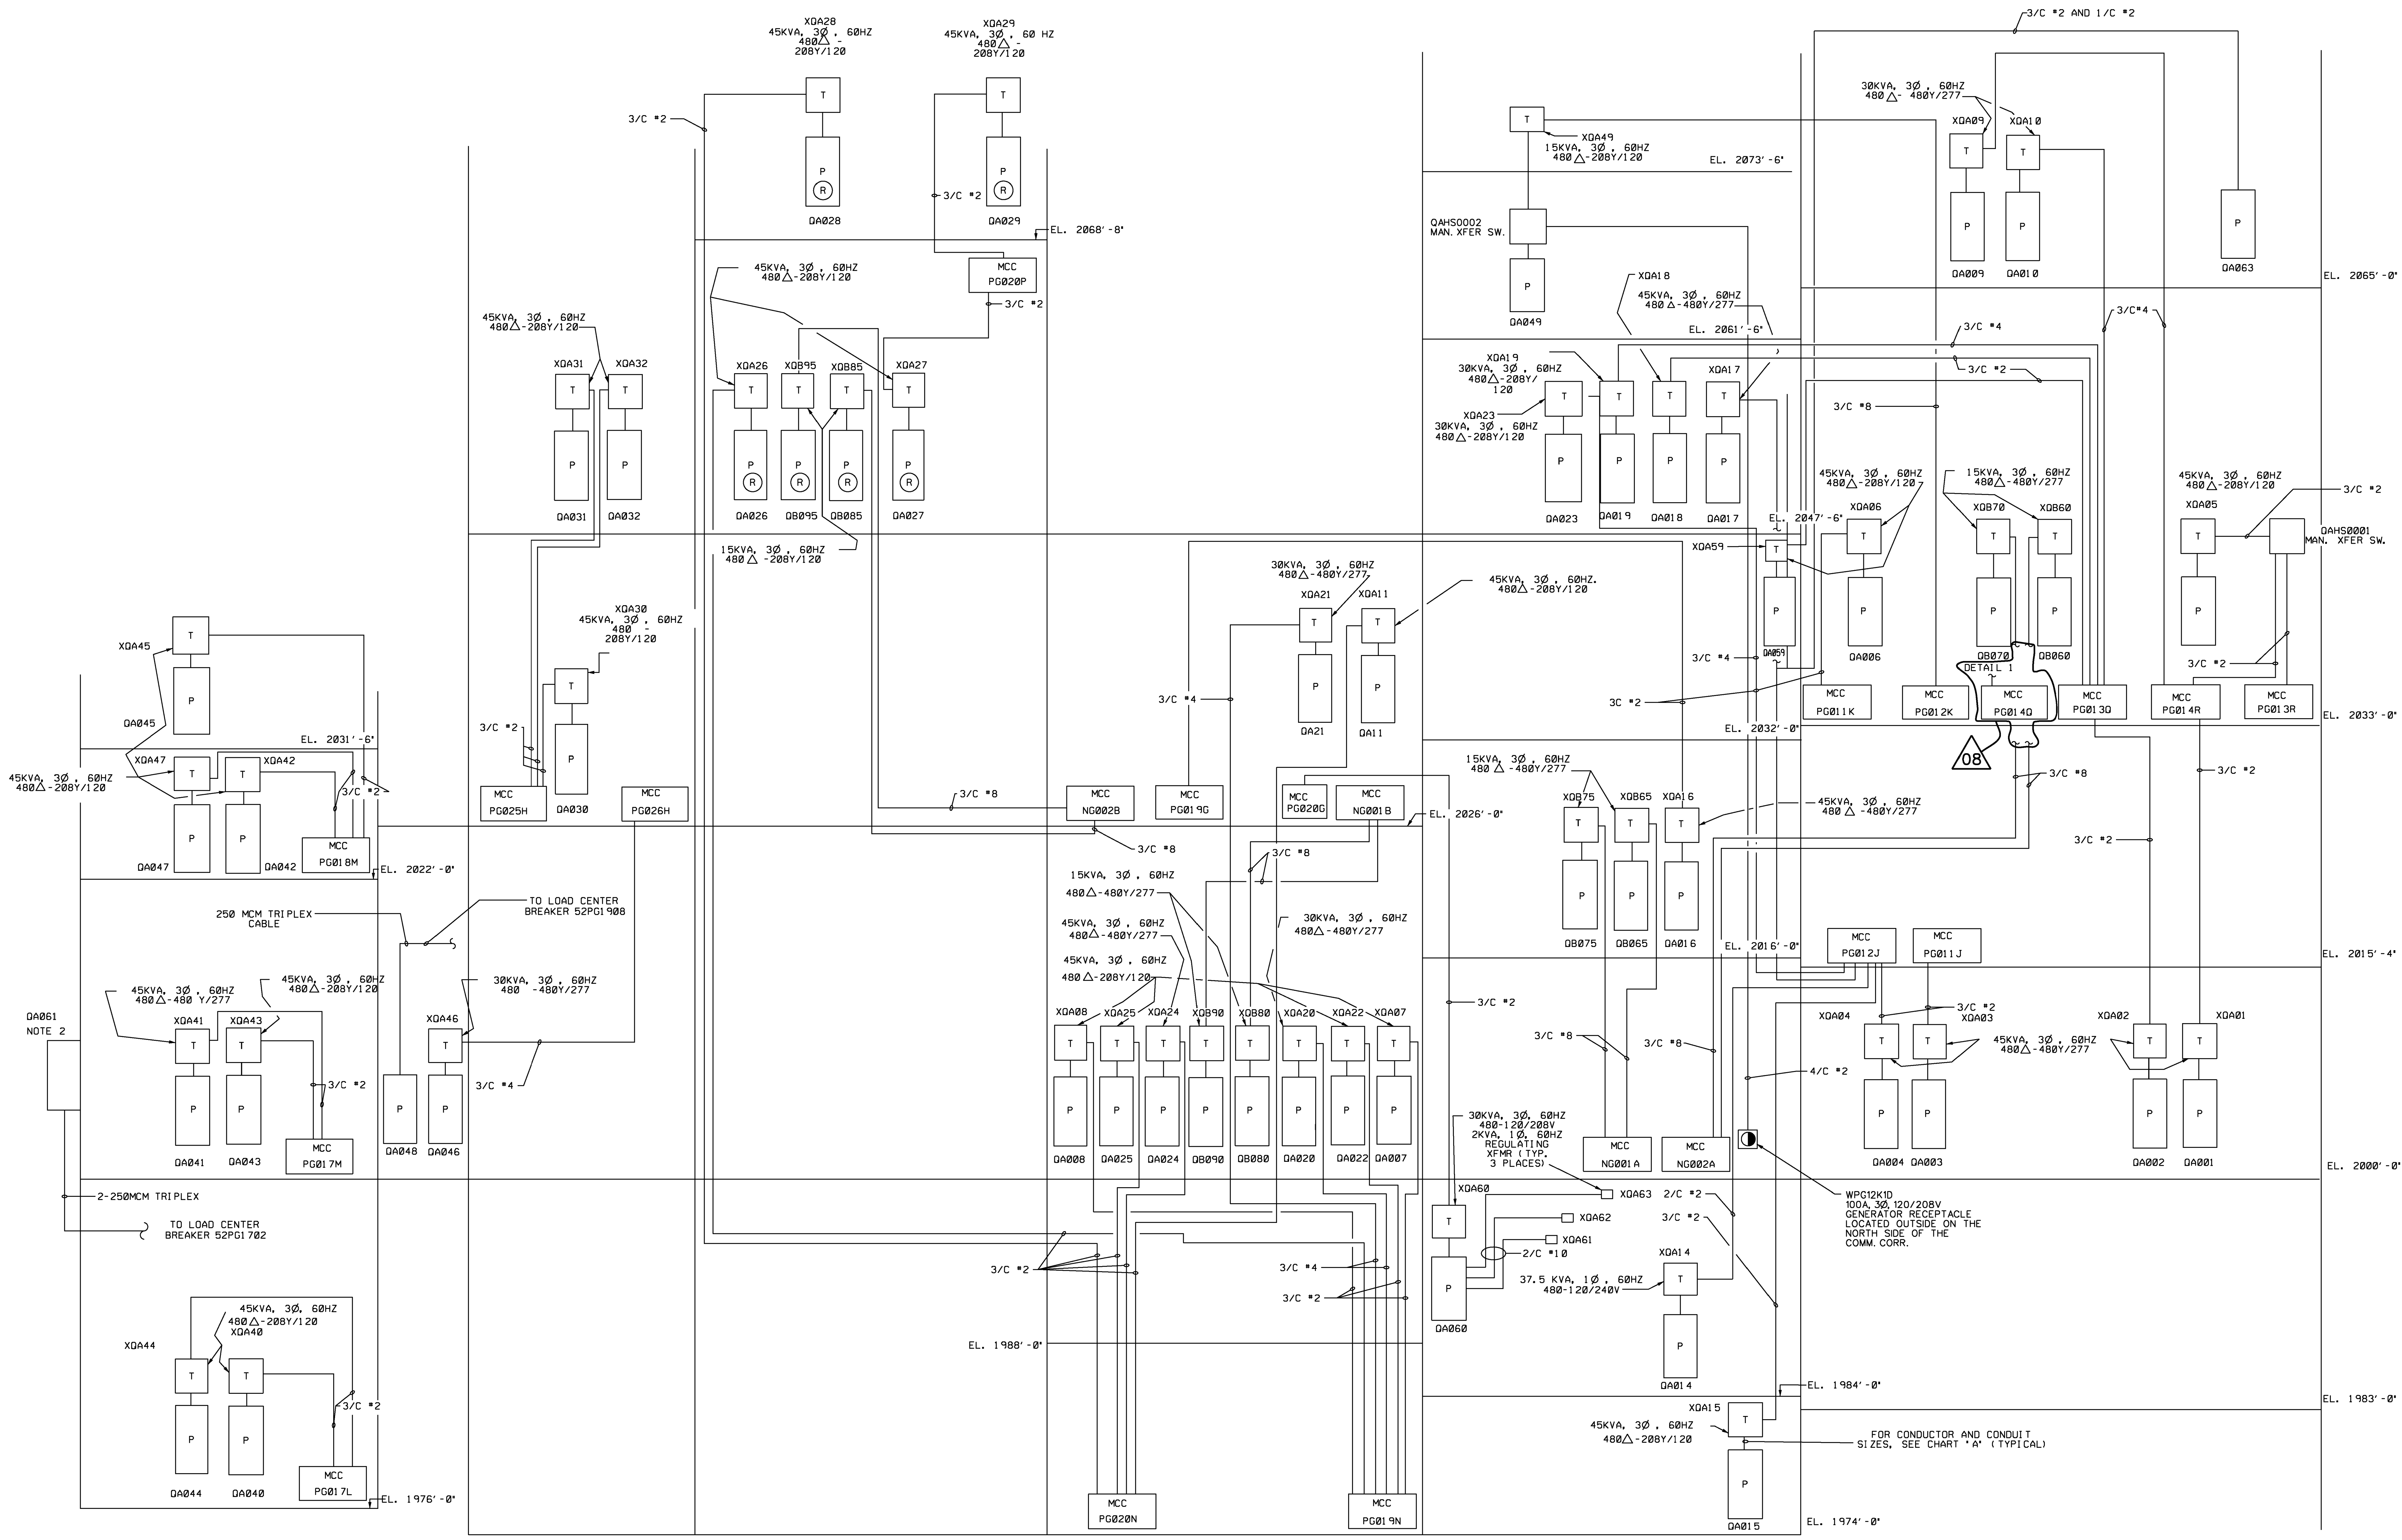 XQA28
45KVA, 3Ø , 60HZ
480△ -
208Y/120
XQA29
45KVA, 3Ø , 60 HZ
480△ -
208Y/120
3/C #2 AND 1/C #2
T
T
3/C #2
P
R
P
R
3/C #2
QA028
QA029
EL. 2068'-8"
T
XQA49
15KVA, 3Ø , 60HZ
480△-208Y/120
EL. 2073'-6"
30KVA, 3Ø, 60HZ
480△- 480Y/277
XQA09
XQA10
T
T
P
P
P
QA009
QA010
QA063
EL. 2065'-0"
QAHS0002
MAN. XFER SW.
P
QA049
45KVA, 3Ø , 60HZ
480△-208Y/120
MCC
PG020P
3/C #2
XQA18
45KVA, 3Ø, 60HZ
480△-480Y/277
EL. 2061'-6"
3/C#4
3/C #4
3/C #2
45KVA, 3Ø , 60HZ
480△-208Y/120
XQA31
XQA32
T
T
P
P
QA031
QA032
XQA26
XQB95
XQB85
XQA27
T
T
T
T
P
R
P
R
P
R
P
R
QA026
QB095
QB085
QA027
15KVA, 3Ø , 60HZ
480△ -208Y/120
XQA19
30KVA, 3Ø , 60HZ
480△-208Y/
120
XQA23
30KVA, 3Ø , 60HZ
480△-208Y/120
XQA17
T
T
T
T
P
P
P
P
QA023
QA019
QA018
QA017
3/C #8
EL. 2047'-6"
45KVA, 3Ø , 60HZ
480△-208Y/120
XQA06
15KVA, 3Ø, 60HZ
480△-480Y/277
XQB70
XQB60
45KVA, 3Ø, 60HZ
480△-208Y/120
XQA05
3/C #2
QAHS0001
MAN. XFER SW.
XQA59
T
T
T
T
T
P
P
P
P
P
QA059
QA006
QB070
QB060
QA005
DETAIL 1
3/C #4
3C #2
3/C #2
MCC
PG011K
MCC
PG012K
MCC
PG014Q
MCC
PG013Q
MCC
PG014R
MCC
PG013R
EL. 2033'-0"
EL. 2032'-0"
08
3/C #8
3/C #2
3/C #2
30KVA, 3Ø , 60HZ
480△-480Y/277
XQA21
XQA11
45KVA, 3Ø , 60HZ.
480△-208Y/120
T
T
P
P
QA21
QA11
3/C #4
XQA30
45KVA, 3Ø , 60HZ
480 -
208Y/120
T
P
QA030
3/C #2
MCC
PG025H
MCC
PG026H
3/C #8
MCC
NG002B
3/C #8
MCC
PG019G
MCC
PG020G
MCC
NG001B
3/C #8
EL. 2026'-0"
XQA45
T
P
QA045
EL. 2031'-6"
45KVA, 3Ø , 60HZ
480△-208Y/120
XQA47
XQA42
T
T
P
P
QA047
QA042
3/C #2
MCC
PG018M
EL. 2022'-0"
15KVA, 3Ø, 60HZ
480 △ -480Y/277
XQB75
XQB65
XQA16
T
T
T
P
P
P
QB075
QB065
QA016
45KVA, 3Ø , 60HZ
480 △ -480Y/277
EL. 2016'-0"
250 MCM TRIPLEX
CABLE
TO LOAD CENTER
BREAKER 52PG1908
MCC
PG012J
MCC
PG011J
EL. 2015'-4"
15KVA, 3Ø, 60HZ
480△-480Y/277
45KVA, 3Ø , 60HZ
480△-480Y/277
45KVA, 3Ø , 60HZ
480△-208Y/120
30KVA, 3Ø, 60HZ
480△-480Y/277
XQA08
XQA25
XQA24
XQB90
XQB80
XQA20
XQA22
XQA07
T
T
T
T
T
T
T
T
P
P
P
P
P
P
P
P
QA008
QA025
QA024
QB090
QB080
QA020
QA022
QA007
QA061
NOTE 2
45KVA, 3Ø, 60HZ
480△-480 Y/277
45KVA, 3Ø , 60HZ
480△-208Y/120
XQA41
XQA43
T
T
P
P
QA041
QA043
3/C #2
MCC
PG017M
P
QA048
XQA46
30KVA, 3Ø , 60HZ
480 -480Y/277
T
P
QA046
3/C #4
3/C #2
3/C #8
3/C #8
4/C #2
3/C #2
XQA04
XQA03
T
T
P
P
QA004
QA003
45KVA, 3Ø , 60HZ
480△-480Y/277
XQA02
XQA01
T
T
P
P
QA002
QA001
EL. 2000'-0"
30KVA, 3Ø, 60HZ
480-120/208V
2KVA, 1Ø, 60HZ
REGULATING
XFMR (TYP.
3 PLACES)
MCC
NG001A
MCC
NG002A
WPG12K1D
100A, 3Ø, 120/208V
GENERATOR RECEPTACLE
LOCATED OUTSIDE ON THE
NORTH SIDE OF THE
COMM. CORR.
2-250MCM TRIPLEX
TO LOAD CENTER
BREAKER 52PG1702
XQA60
T
P
QA060
XQA63
XQA62
XQA61
2/C #10
2/C #2
3/C #2
XQA14
37.5 KVA, 1Ø , 60HZ
480-120/240V
T
P
QA014
3/C #2
3/C #4
3/C #2
EL. 1988'-0"
XQA44
45KVA, 3Ø, 60HZ
480△-208Y/120
XQA40
T
T
P
P
QA044
QA040
3/C #2
MCC
PG017L
EL. 1976'-0"
MCC
PG020N
MCC
PG019N
EL. 1984'-0"
EL. 1983'-0"
XQA15
45KVA, 3Ø , 60HZ
480△-208Y/120
T
P
QA015
FOR CONDUCTOR AND CONDUIT
SIZES, SEE CHART "A" (TYPICAL)
EL. 1974'-0"